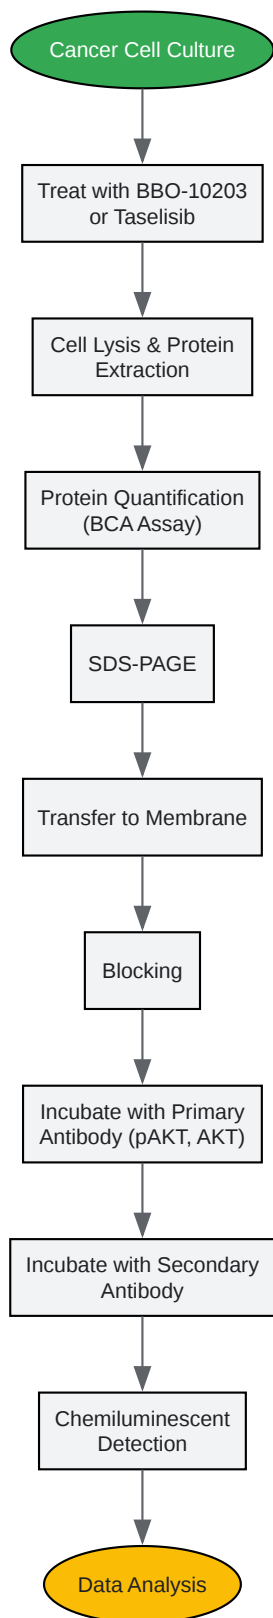 Cancer Cell Culture
Treat with BBO-10203
or Taselisib
Cell Lysis & Protein
Extraction
Protein Quantification
(BCA Assay)
SDS-PAGE
Transfer to Membrane
Blocking
Incubate with Primary
Antibody (pAKT, AKT)
Incubate with Secondary
Antibody
Chemiluminescent
Detection
Data Analysis